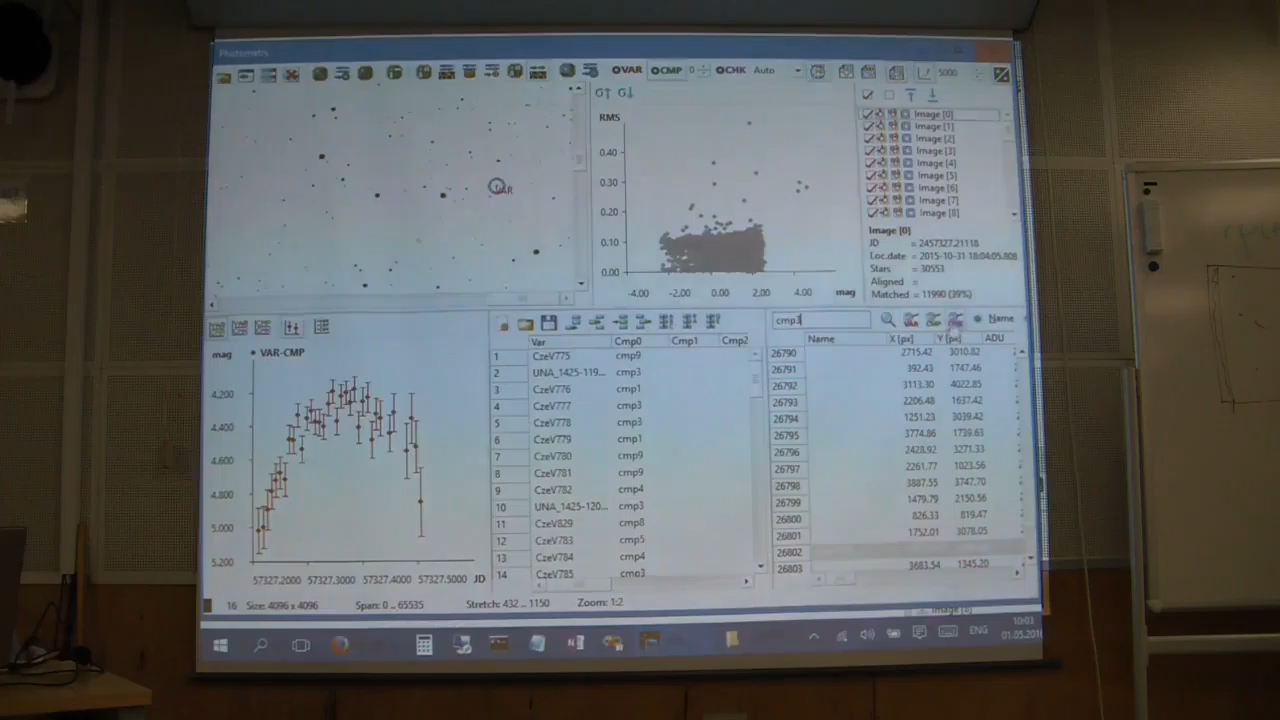 Photometry
VAR CMP 0 CHK Auto 5000
RMS
0.40
0.30
0.20
0.10
0.00
-4.00 -2.00 0.00 2.00 4.00 mag
VAR
Image [0]
Image [1]
Image [2]
Image [3]
Image [4]
Image [5]
Image [6]
Image [7]
Image [8]
Image [0]
JD = 2457327.21118
Loc.date = 2015-10-31 18:04:05.808
Stars = 30553
Aligned =
Matched = 11990 (39%)
mag VAR-CMP
4.200
4.400
4.600
4.800
5.000
5.200
57327.2000 57327.3000 57327.4000 57327.5000 JD
Var Cmp0 Cmp1 Cmp2
1 CzeV775 cmp9
2 UNA_1425-119... cmp3
3 CzeV776 cmp1
4 CzeV777 cmp3
5 CzeV778 cmp3
6 CzeV779 cmp1
7 CzeV780 cmp9
8 CzeV781 cmp9
9 CzeV782 cmp4
10 UNA_1425-120... cmp3
11 CzeV829 cmp8
12 CzeV783 cmp5
13 CzeV784 cmp4
14 CzeV785 cmp3
cmp3 Name
Name X [px] Y [px] ADU
26790 2715.42 3010.82
26791 392.43 1747.46
26792 3113.30 4022.85
26793 2206.48 1637.42
26794 1251.23 3039.42
26795 3774.86 1739.63
26796 2428.92 3271.33
26797 2261.77 1023.56
26798 3887.55 3747.70
26799 1479.79 2150.56
26800 826.33 819.47
26801 1752.01 3078.05
26802
26803 3683.54 1345.20
16 Size: 4096 x 4096 Span: 0 .. 65535 Stretch: 432 .. 1150 Zoom: 1:2
Image [8]
ENG
10:03
01.05.2016